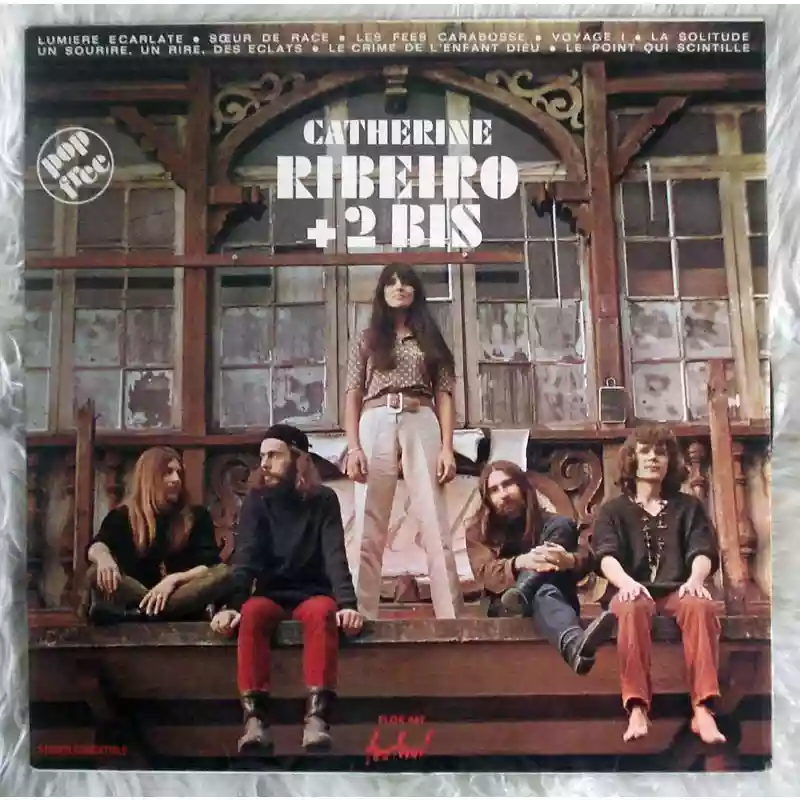 LUMIERE ECARLATE • SŒUR DE RACE • LES FEES CARABOSSE • VOYAGE I • LA SOLITUDE
UN SOURIRE, UN RIRE, DES ECLATS • LE CRIME DE L'ENFANT DIEU • LE POINT QUI SCINTILLE
pop
free
CATHERINE
RIBEIRO
+2 BIS